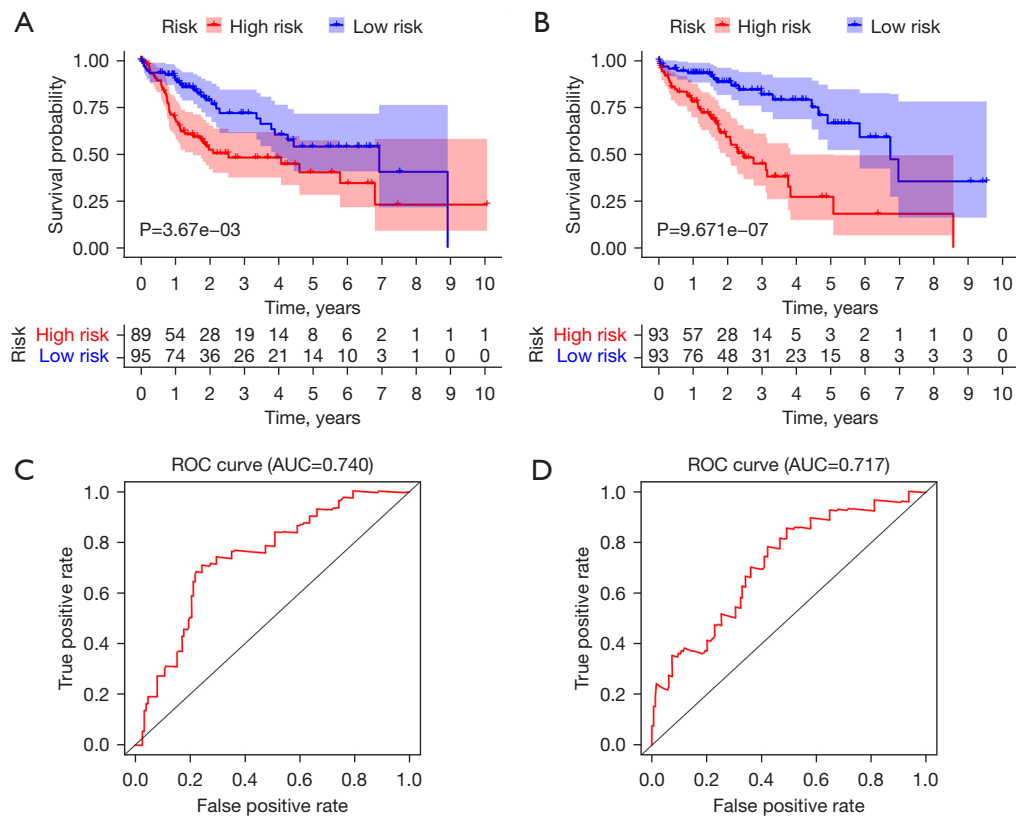 A
Risk High risk Low risk
Survival probability
1.00
0.75
0.50
0.25
0.00
P=3.67e−03
0 1 2 3 4 5 6 7 8 9 10
Time, years
Risk
High risk 89 54 28 19 14 8 6 2 1 1 1
Low risk 95 74 36 26 21 14 10 3 1 0 0
0 1 2 3 4 5 6 7 8 9 10
Time, years
B
Risk High risk Low risk
Survival probability
1.00
0.75
0.50
0.25
0.00
P=9.671e−07
0 1 2 3 4 5 6 7 8 9 10
Time, years
Risk
High risk 93 57 28 14 5 3 2 1 1 0 0
Low risk 93 76 48 31 23 15 8 3 3 3 0
0 1 2 3 4 5 6 7 8 9 10
Time, years
C
ROC curve (AUC=0.740)
True positive rate
1.0
0.8
0.6
0.4
0.2
0.0
0.0 0.2 0.4 0.6 0.8 1.0
False positive rate
D
ROC curve (AUC=0.717)
True positive rate
1.0
0.8
0.6
0.4
0.2
0.0
0.0 0.2 0.4 0.6 0.8 1.0
False positive rate